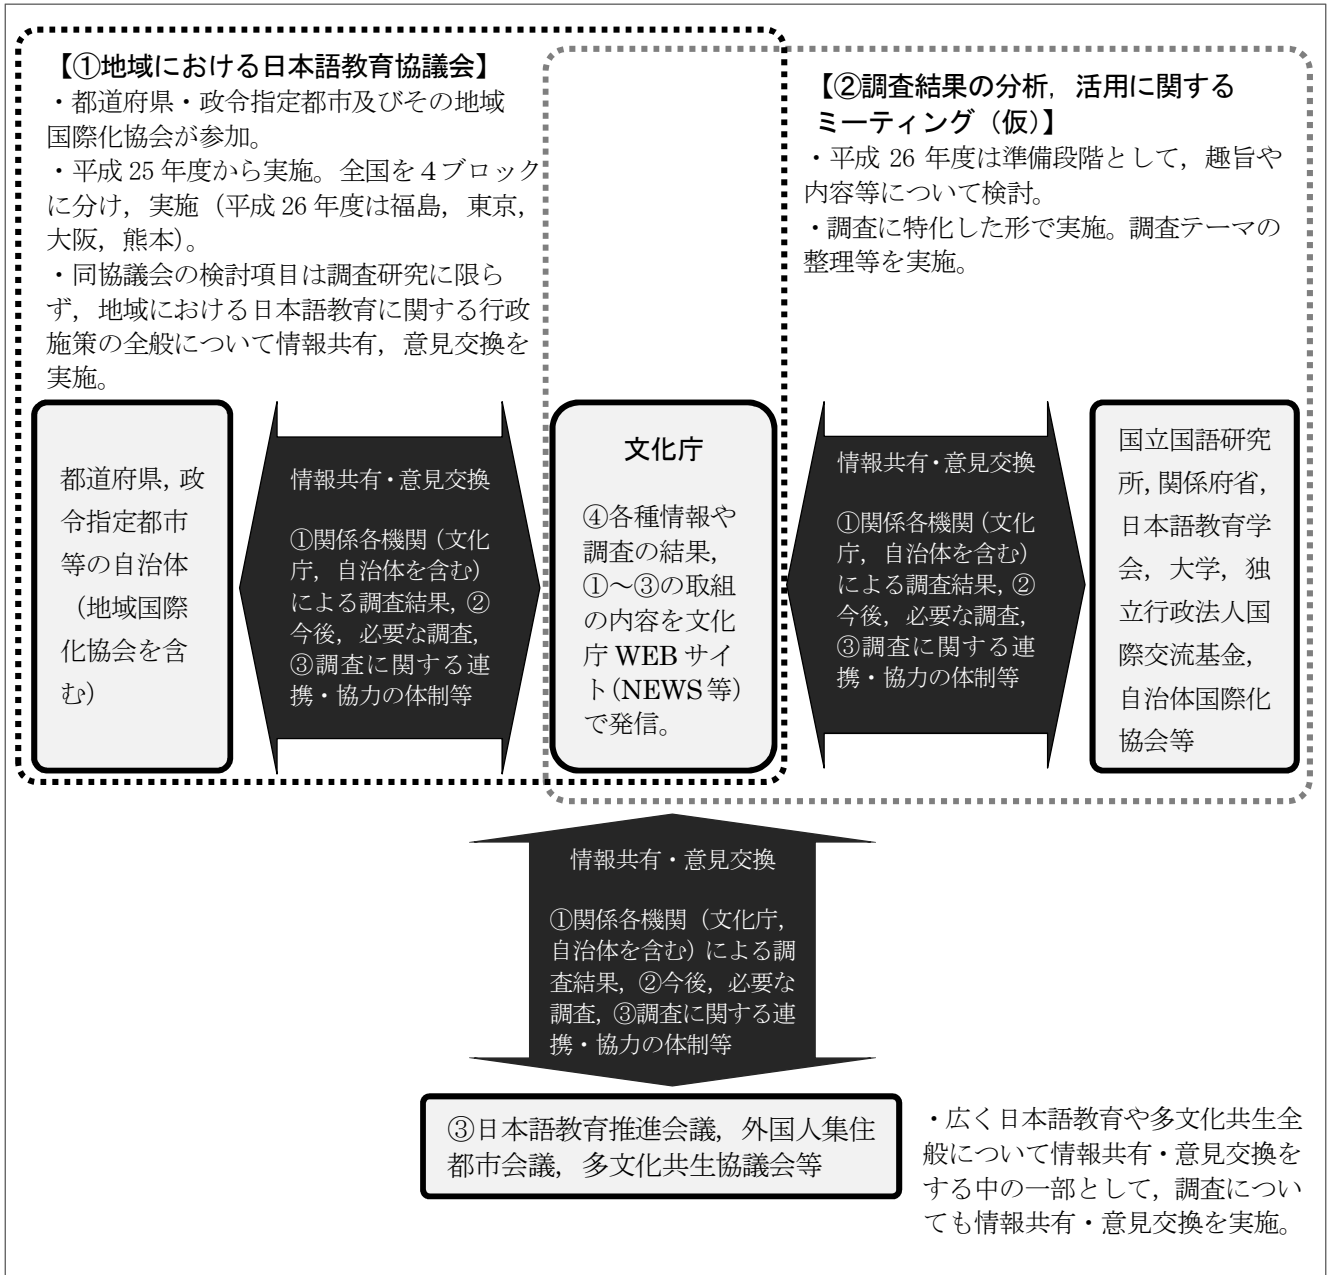 【①地域における日本語教育協議会】
・都道府県・政令指定都市及びその地域
国際化協会が参加。
・平成 25 年度から実施。全国を４ブロック
に分け，実施（平成 26 年度は福島，東京，
大阪，熊本）。
・同協議会の検討項目は調査研究に限ら
ず，地域における日本語教育に関する行政
施策の全般について情報共有，意見交換を
実施。
【②調査結果の分析，活用に関する
ミーティング（仮）】
・平成 26 年度は準備段階として，趣旨や
内容等について検討。
・調査に特化した形で実施。調査テーマの
整理等を実施。
都道府県，政
令指定都市
等の自治体
（地域国際
化協会を含
む）
情報共有・意見交換
①関係各機関（文化
庁，自治体を含む）
による調査結果，②
今後，必要な調査，
③調査に関する連
携・協力の体制等
文化庁
④各種情報や
調査の結果，
①～③の取組
の内容を文化
庁 WEB サイ
ト（NEWS 等）
で発信。
情報共有・意見交換
①関係各機関（文化
庁，自治体を含む）
による調査結果，②
今後，必要な調査，
③調査に関する連
携・協力の体制等
国立国語研究
所，関係府省，
日本語教育学
会，大学，独
立行政法人国
際交流基金，
自治体国際化
協会等
情報共有・意見交換
①関係各機関（文化庁，
自治体を含む）による調
査結果，②今後，必要な
調査，③調査に関する連
携・協力の体制等
③日本語教育推進会議，外国人集住
都市会議，多文化共生協議会等
・広く日本語教育や多文化共生全
般について情報共有・意見交換を
する中の一部として，調査につい
ても情報共有・意見交換を実施。